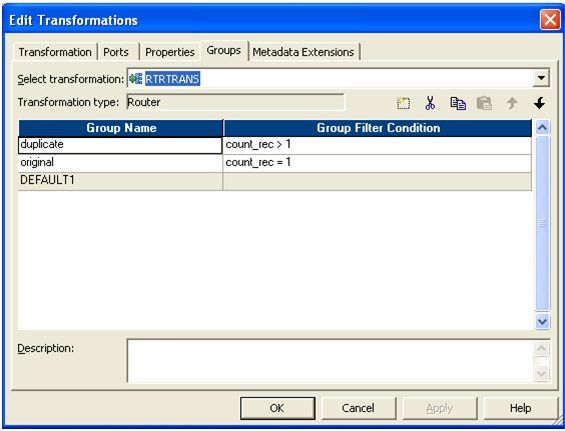 Edit Transformations
Transformation Ports Properties Groups Metadata Extensions
Select transformation: RTRTRANS
Transformation type: Router
Group Name Group Filter Condition
duplicate count_rec > 1
original count_rec = 1
DEFAULT1
Description:
OK Cancel Apply Help